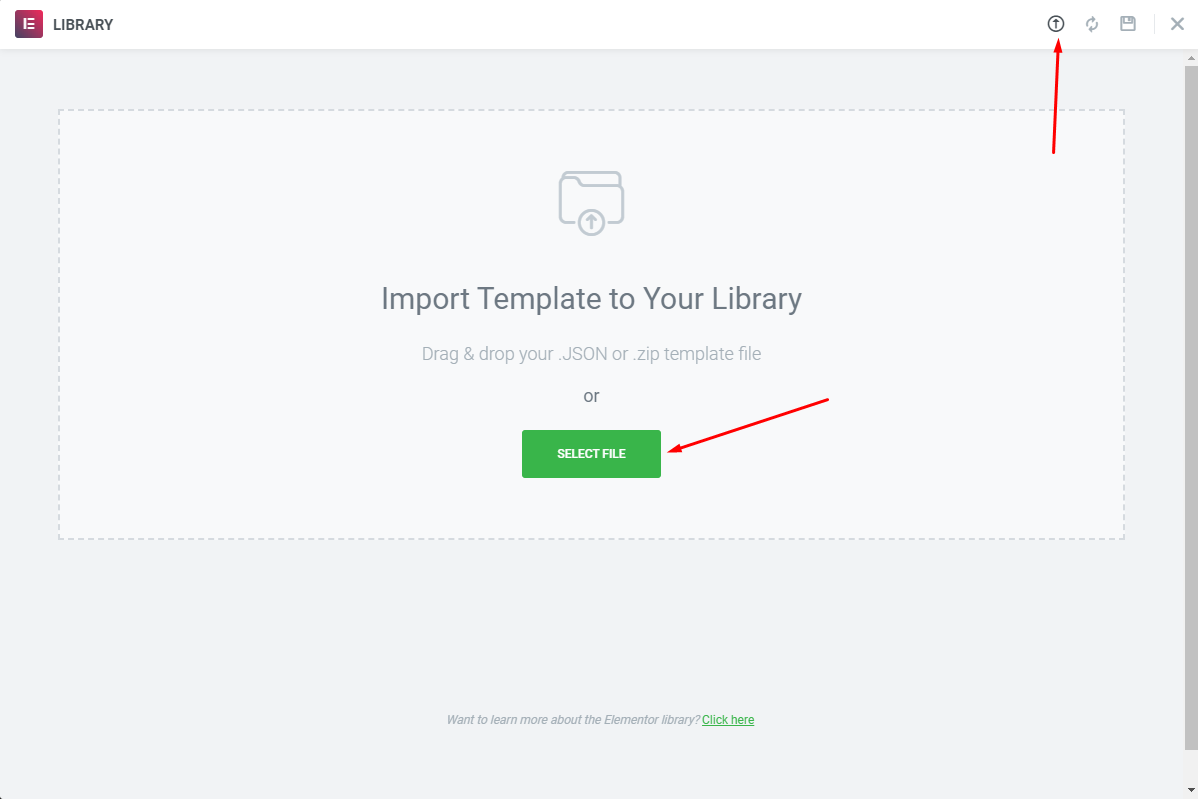 LIBRARY
Import Template to Your Library
Drag & drop your .JSON or .zip template file
or
SELECT FILE
Want to learn more about the Elementor library? Click here